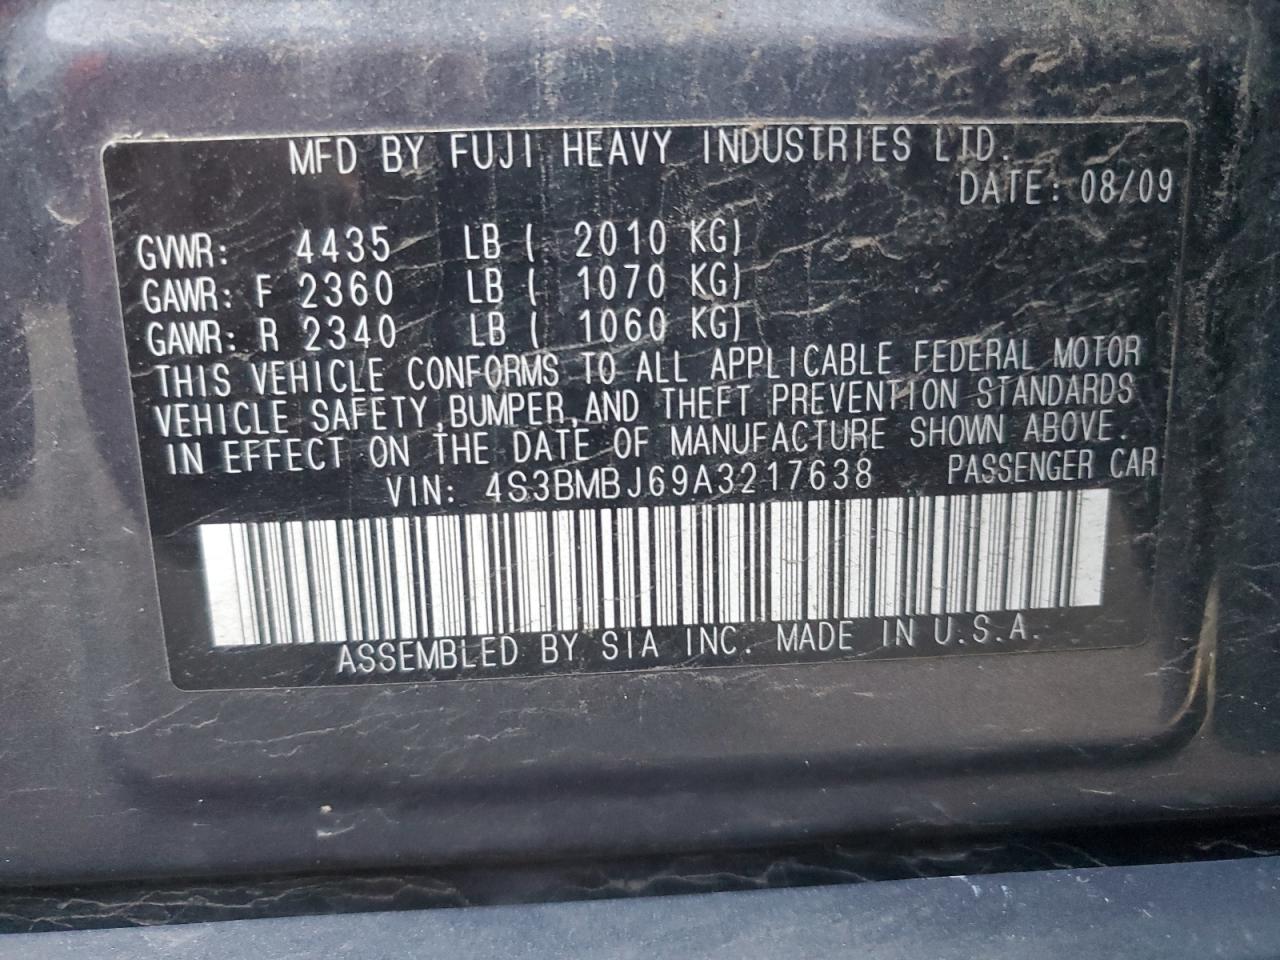 MFD BY FUJI HEAVY INDUSTRIES LTD.
DATE: 08/09
GVWR: 4435 LB ( 2010 KG)
GAWR: F 2360 LB ( 1070 KG)
GAWR: R 2340 LB ( 1060 KG)
THIS VEHICLE CONFORMS TO ALL APPLICABLE FEDERAL MOTOR
VEHICLE SAFETY,BUMPER,AND THEFT PREVENTION STANDARDS
IN EFFECT ON THE DATE OF MANUFACTURE SHOWN ABOVE.
VIN: 4S3BMBJ69A3217638 PASSENGER CAR
ASSEMBLED BY SIA INC. MADE IN U.S.A.